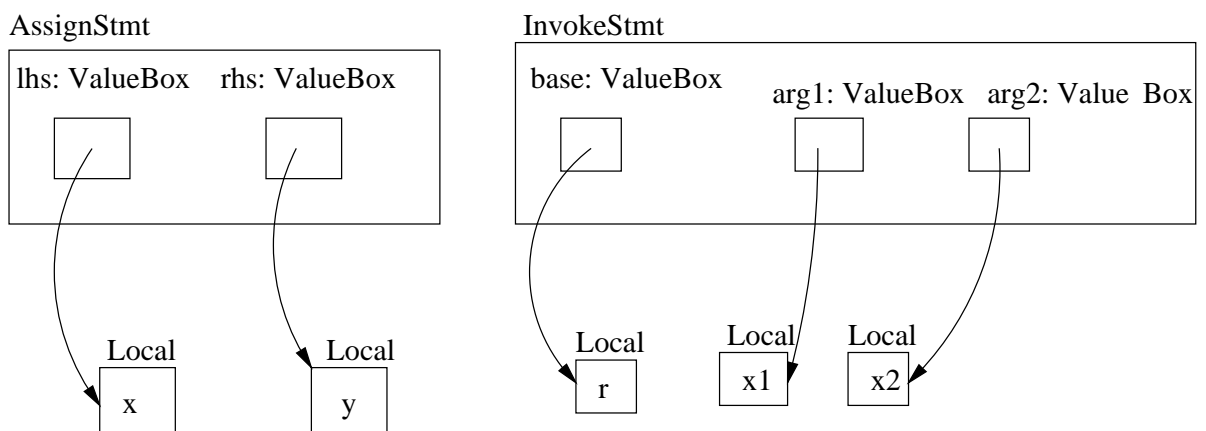 AssignStmt
InvokeStmt
lhs: ValueBox
rhs: ValueBox
base: ValueBox
arg1: ValueBox
arg2: Value Box
Local
Local
Local
Local
Local
x
y
r
x1
x2